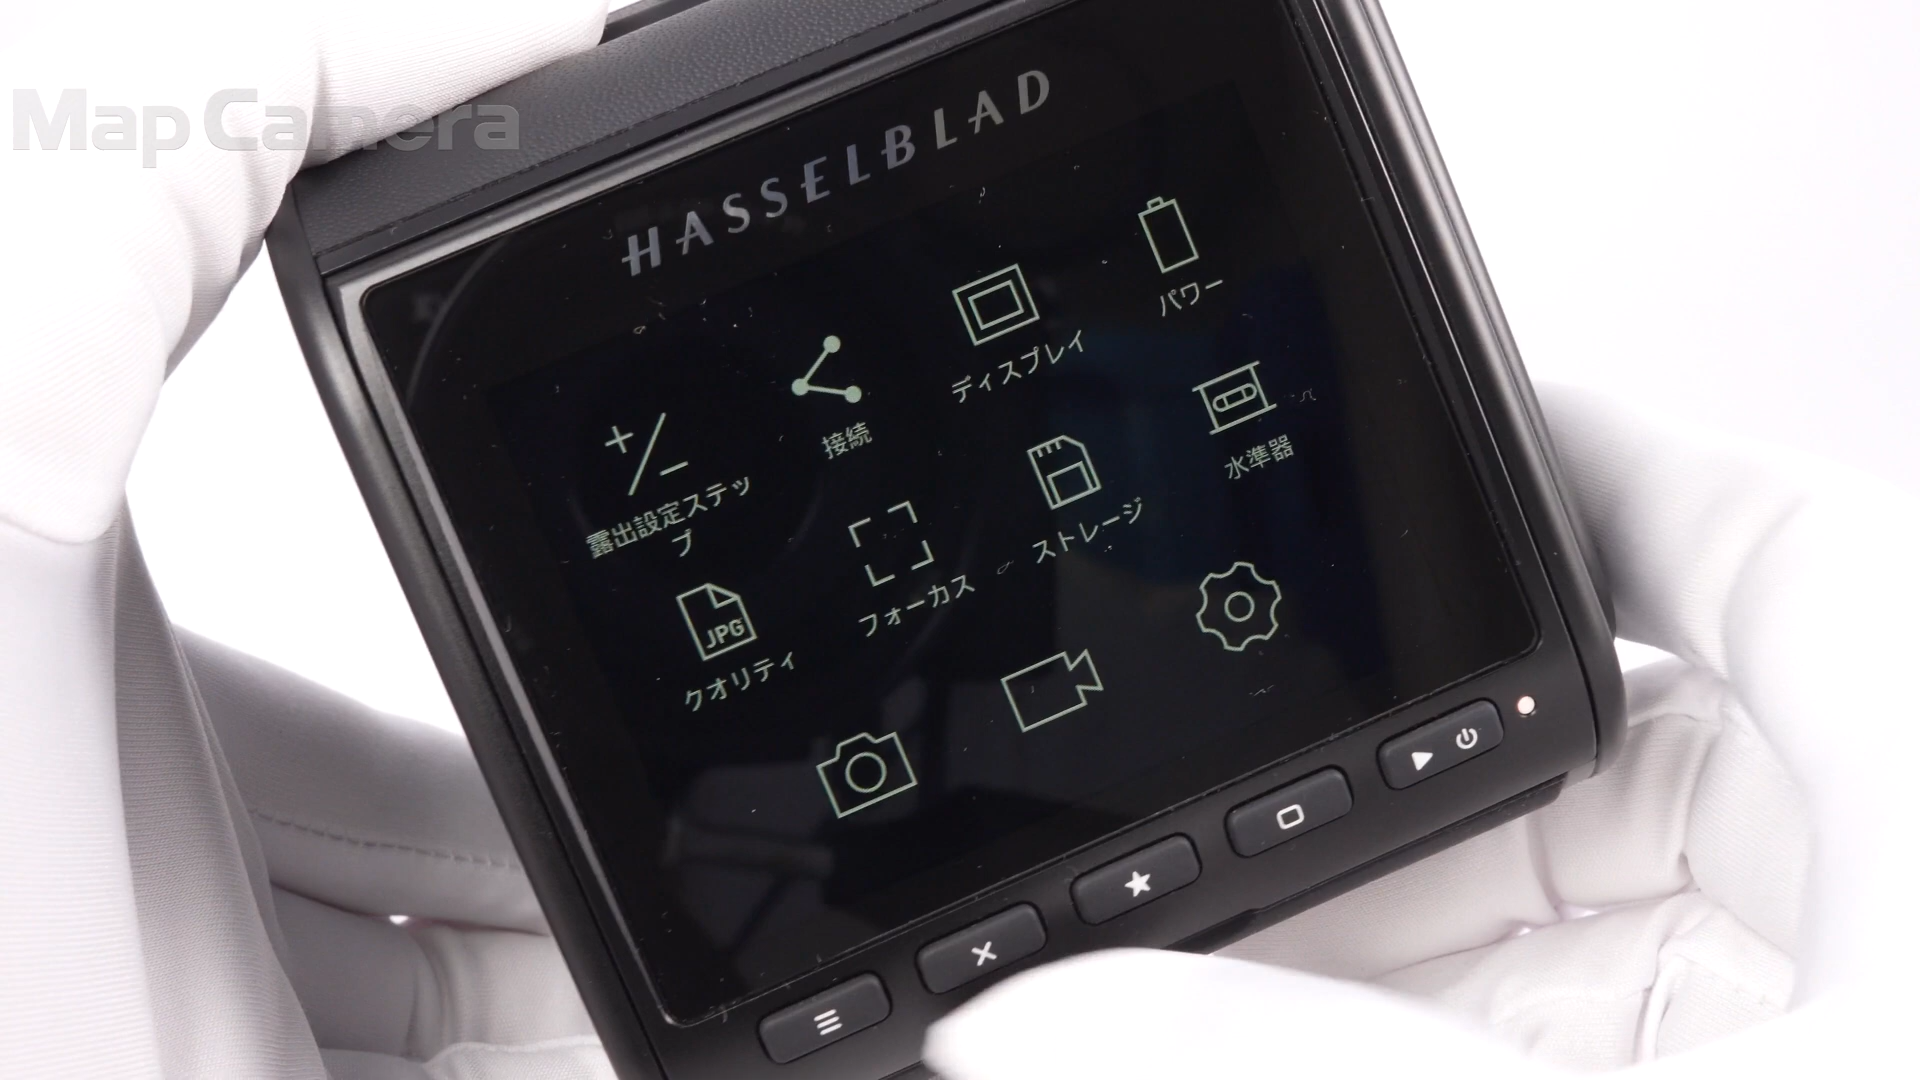 Map Camera
HASSELBLAD
露出設定ステッ
プ
接続
ディスプレイ
パワー
JPG
クオリティ
フォーカス
ストレージ
水準器